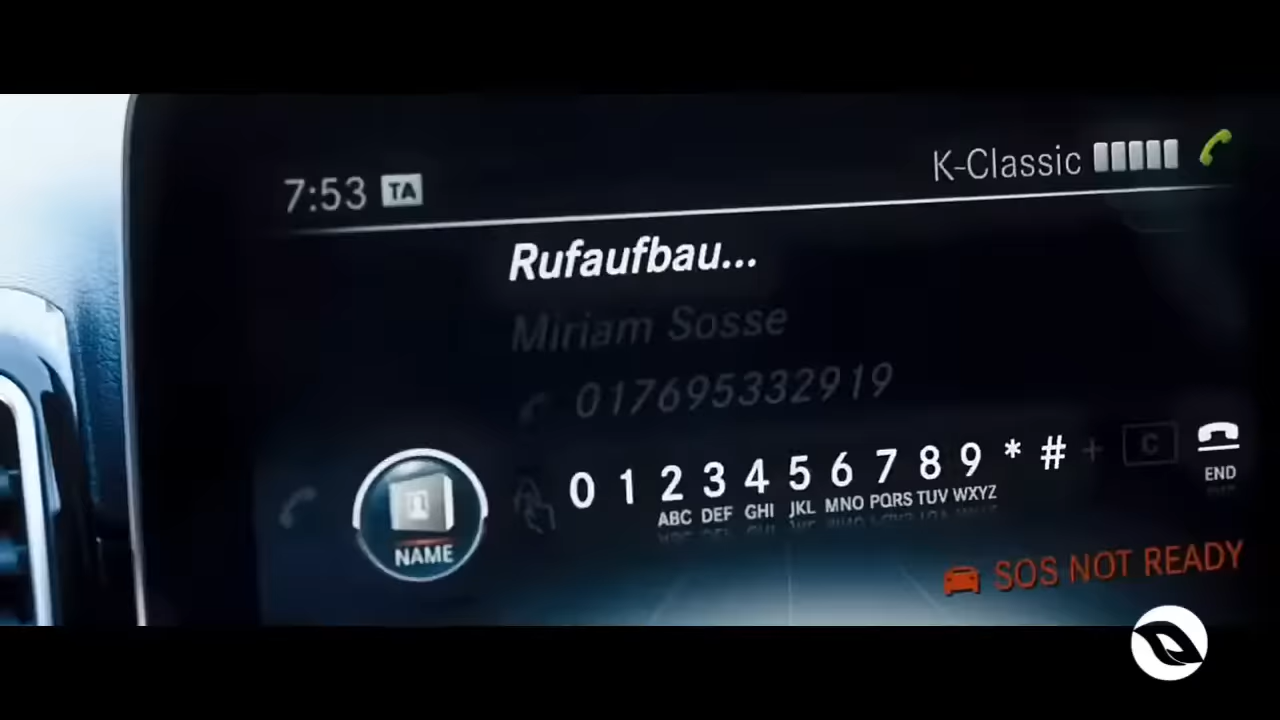 7:53 TA K-Classic
Rufaufbau...
Miriam Sosse
017695332919
NAME 0 1 2 3 4 5 6 7 8 9 * # + C END
ABC DEF GHI JKL MNO PQRS TUV WXYZ
SOS NOT READY